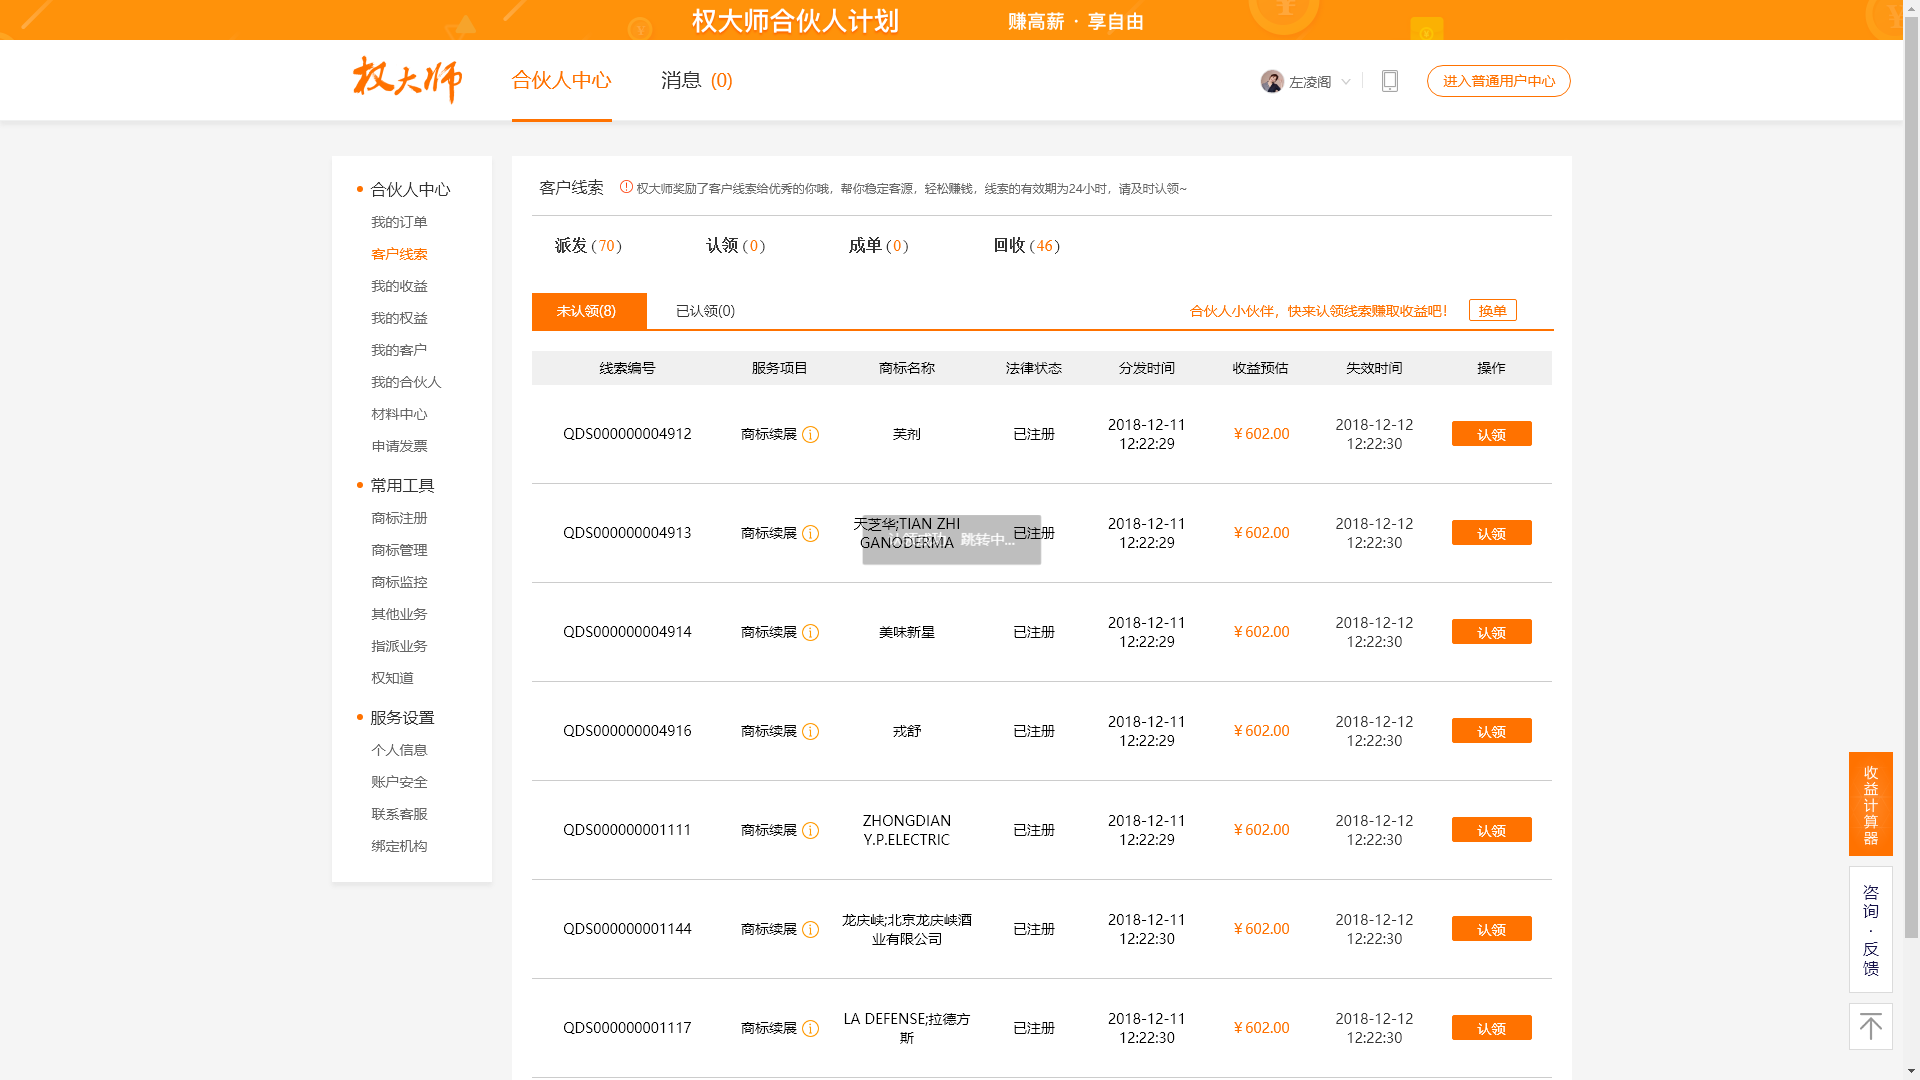 权大师合伙人计划 赚高薪 · 享自由
权大师 合伙人中心 消息 (0) 左凌阁 进入普通用户中心
合伙人中心
我的订单
客户线索
我的收益
我的权益
我的客户
我的合伙人
材料中心
申请发票
常用工具
商标注册
商标管理
商标监控
其他业务
指派业务
权知道
服务设置
个人信息
账户安全
联系客服
绑定机构
客户线索 权大师奖励了客户线索给优秀的你哦，帮你稳定客源，轻松赚钱，线索的有效期为24小时，请及时认领~
派发 (70) 认领 (0) 成单 (0) 回收 (46)
未认领(8) 已认领(0) 合伙人小伙伴，快来认领线索赚取收益吧！ 换单
线索编号 服务项目 商标名称 法律状态 分发时间 收益预估 失效时间 操作
QDS000000004912 商标续展 芙剂 已注册 2018-12-11 12:22:29 ¥602.00 2018-12-12 12:22:30 认领
QDS000000004913 商标续展 天芝华;TIAN ZHI GANODERMA 已注册 2018-12-11 12:22:29 ¥602.00 2018-12-12 12:22:30 认领
跳转中...
QDS000000004914 商标续展 美味新星 已注册 2018-12-11 12:22:29 ¥602.00 2018-12-12 12:22:30 认领
QDS000000004916 商标续展 戎舒 已注册 2018-12-11 12:22:29 ¥602.00 2018-12-12 12:22:30 认领
QDS000000001111 商标续展 ZHONGDIAN Y.P.ELECTRIC 已注册 2018-12-11 12:22:29 ¥602.00 2018-12-12 12:22:30 认领
QDS000000001144 商标续展 龙庆峡;北京龙庆峡酒业有限公司 已注册 2018-12-11 12:22:30 ¥602.00 2018-12-12 12:22:30 认领
QDS000000001117 商标续展 LA DEFENSE;拉德方斯 已注册 2018-12-11 12:22:30 ¥602.00 2018-12-12 12:22:30 认领
收益计算器
咨询·反馈